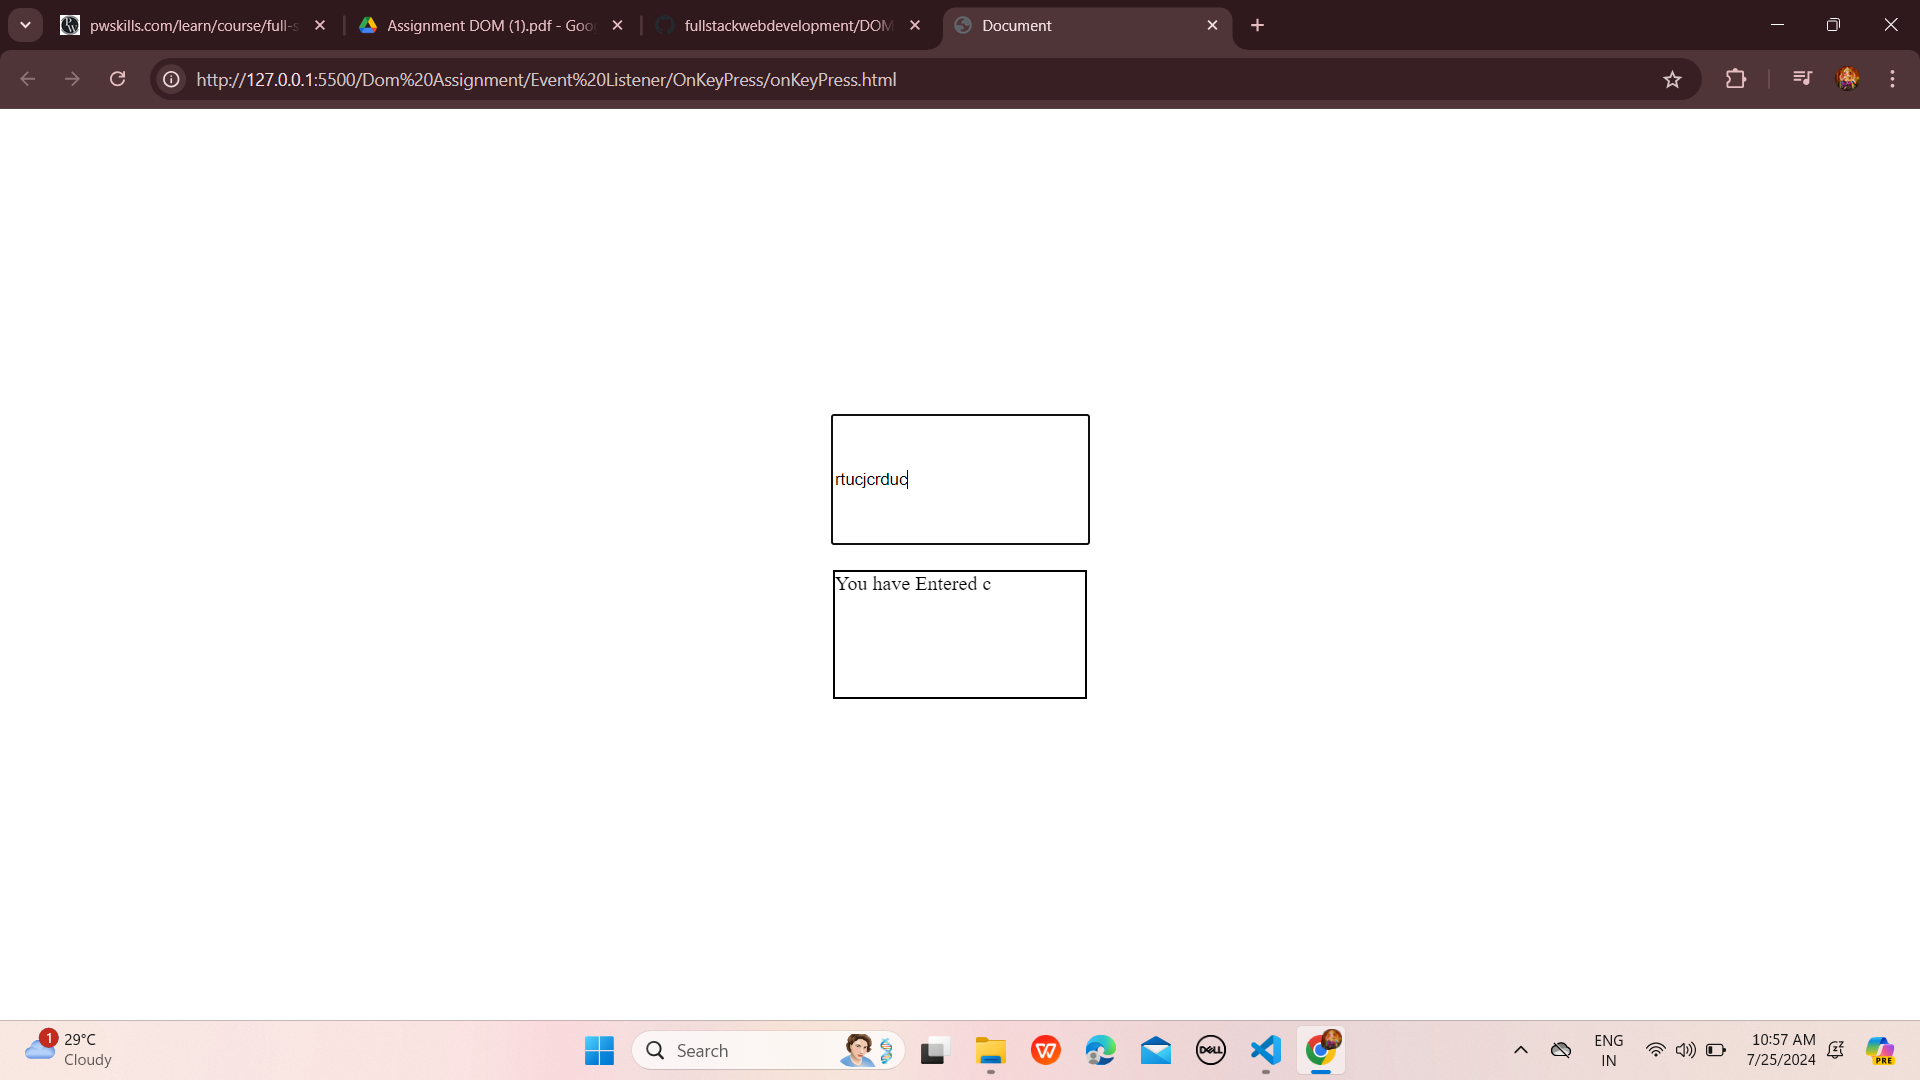 pwskills.com/learn/course/full-s
Assignment DOM (1).pdf - Goo
fullstackwebdevelopment/DOM
Document
http://127.0.0.1:5500/Dom%20Assignment/Event%20Listener/OnKeyPress/onKeyPress.html
rtucjcrduc
You have Entered c
1
29°C
Cloudy
Search
DELL
ENG
IN
10:57 AM
7/25/2024
PRE